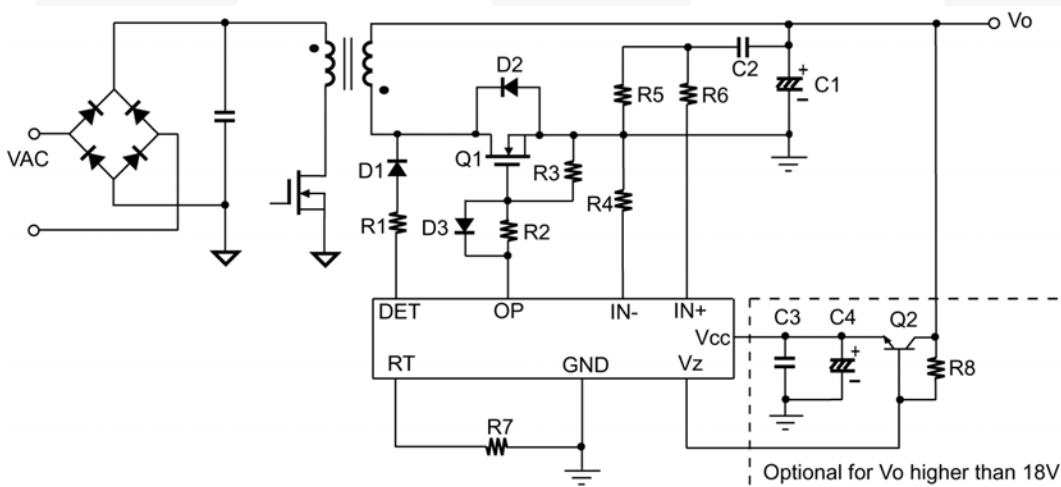 Vo
D2
C2
+
C1
−
R5
R6
VAC
D1
Q1
R3
R4
R1
D3
R2
DET
OP
IN-
IN+
Vcc
C3
C4
Q2
+
−
R8
RT
GND
Vz
R7
Optional for Vo higher than 18V